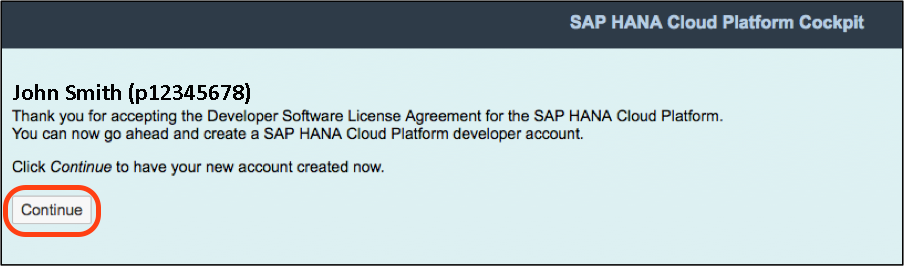 SAP HANA Cloud Platform Cockpit
John Smith (p12345678)
Thank you for accepting the Developer Software License Agreement for the SAP HANA Cloud Platform.
You can now go ahead and create a SAP HANA Cloud Platform developer account.
Click Continue to have your new account created now.
Continue